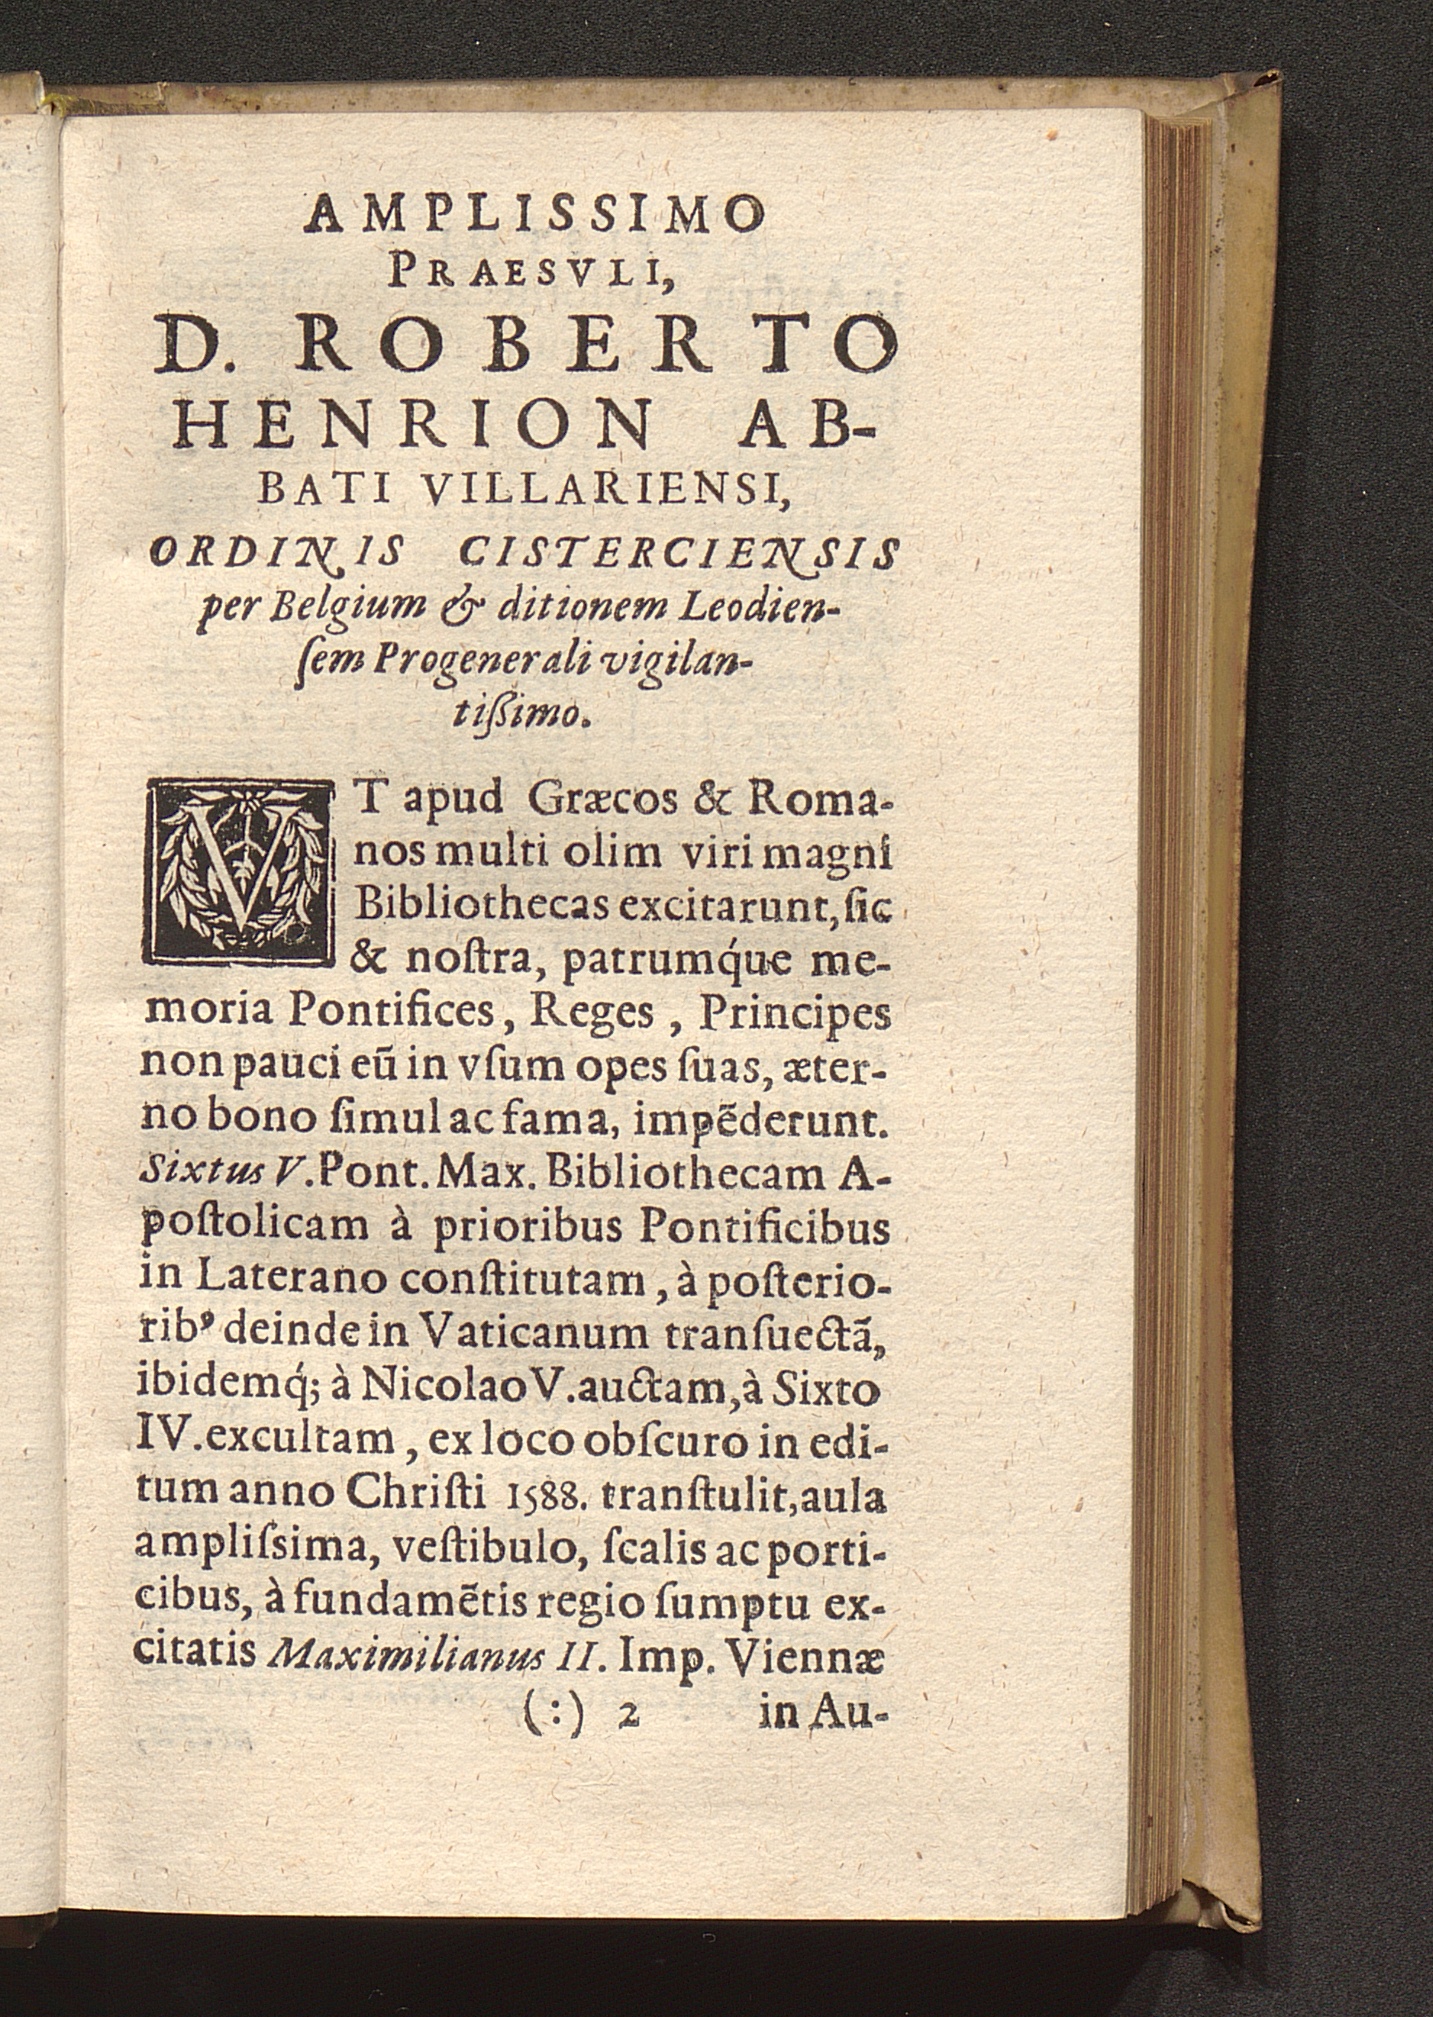 AMPLISSIMO
PRAESVLI,
D. ROBERTO
HENRION AB-
BATI VILLARIENSI,
ORDINIS CISTERCIENSIS
per Belgium & ditionem Leodien-
ſem Progenerali vigilan-
tißimo.
VT apud Græcos & Roma-
nos multi olim viri magni
Bibliothecas excitarunt, ſic
& noſtra, patrumq́ue me-
moria Pontifices, Reges, Principes
non pauci eū in vſum opes ſuas, æter-
no bono ſimul ac fama, impēderunt.
Sixtus V. Pont. Max. Bibliothecam A-
poſtolicam à prioribus Pontificibus
in Laterano conſtitutam, à poſterio-
ribꝰ deinde in Vaticanum tranſuectā,
ibidemq́; à Nicolao V. auctam, à Sixto
IV. excultam, ex loco obſcuro in edi-
tum anno Chriſti 1588. tranſtulit, aula
ampliſsima, veſtibulo, ſcalis ac porti-
cibus, à fundamētis regio ſumptu ex-
citatis Maximilianus II. Imp. Viennæ
(:) 2 in Au-